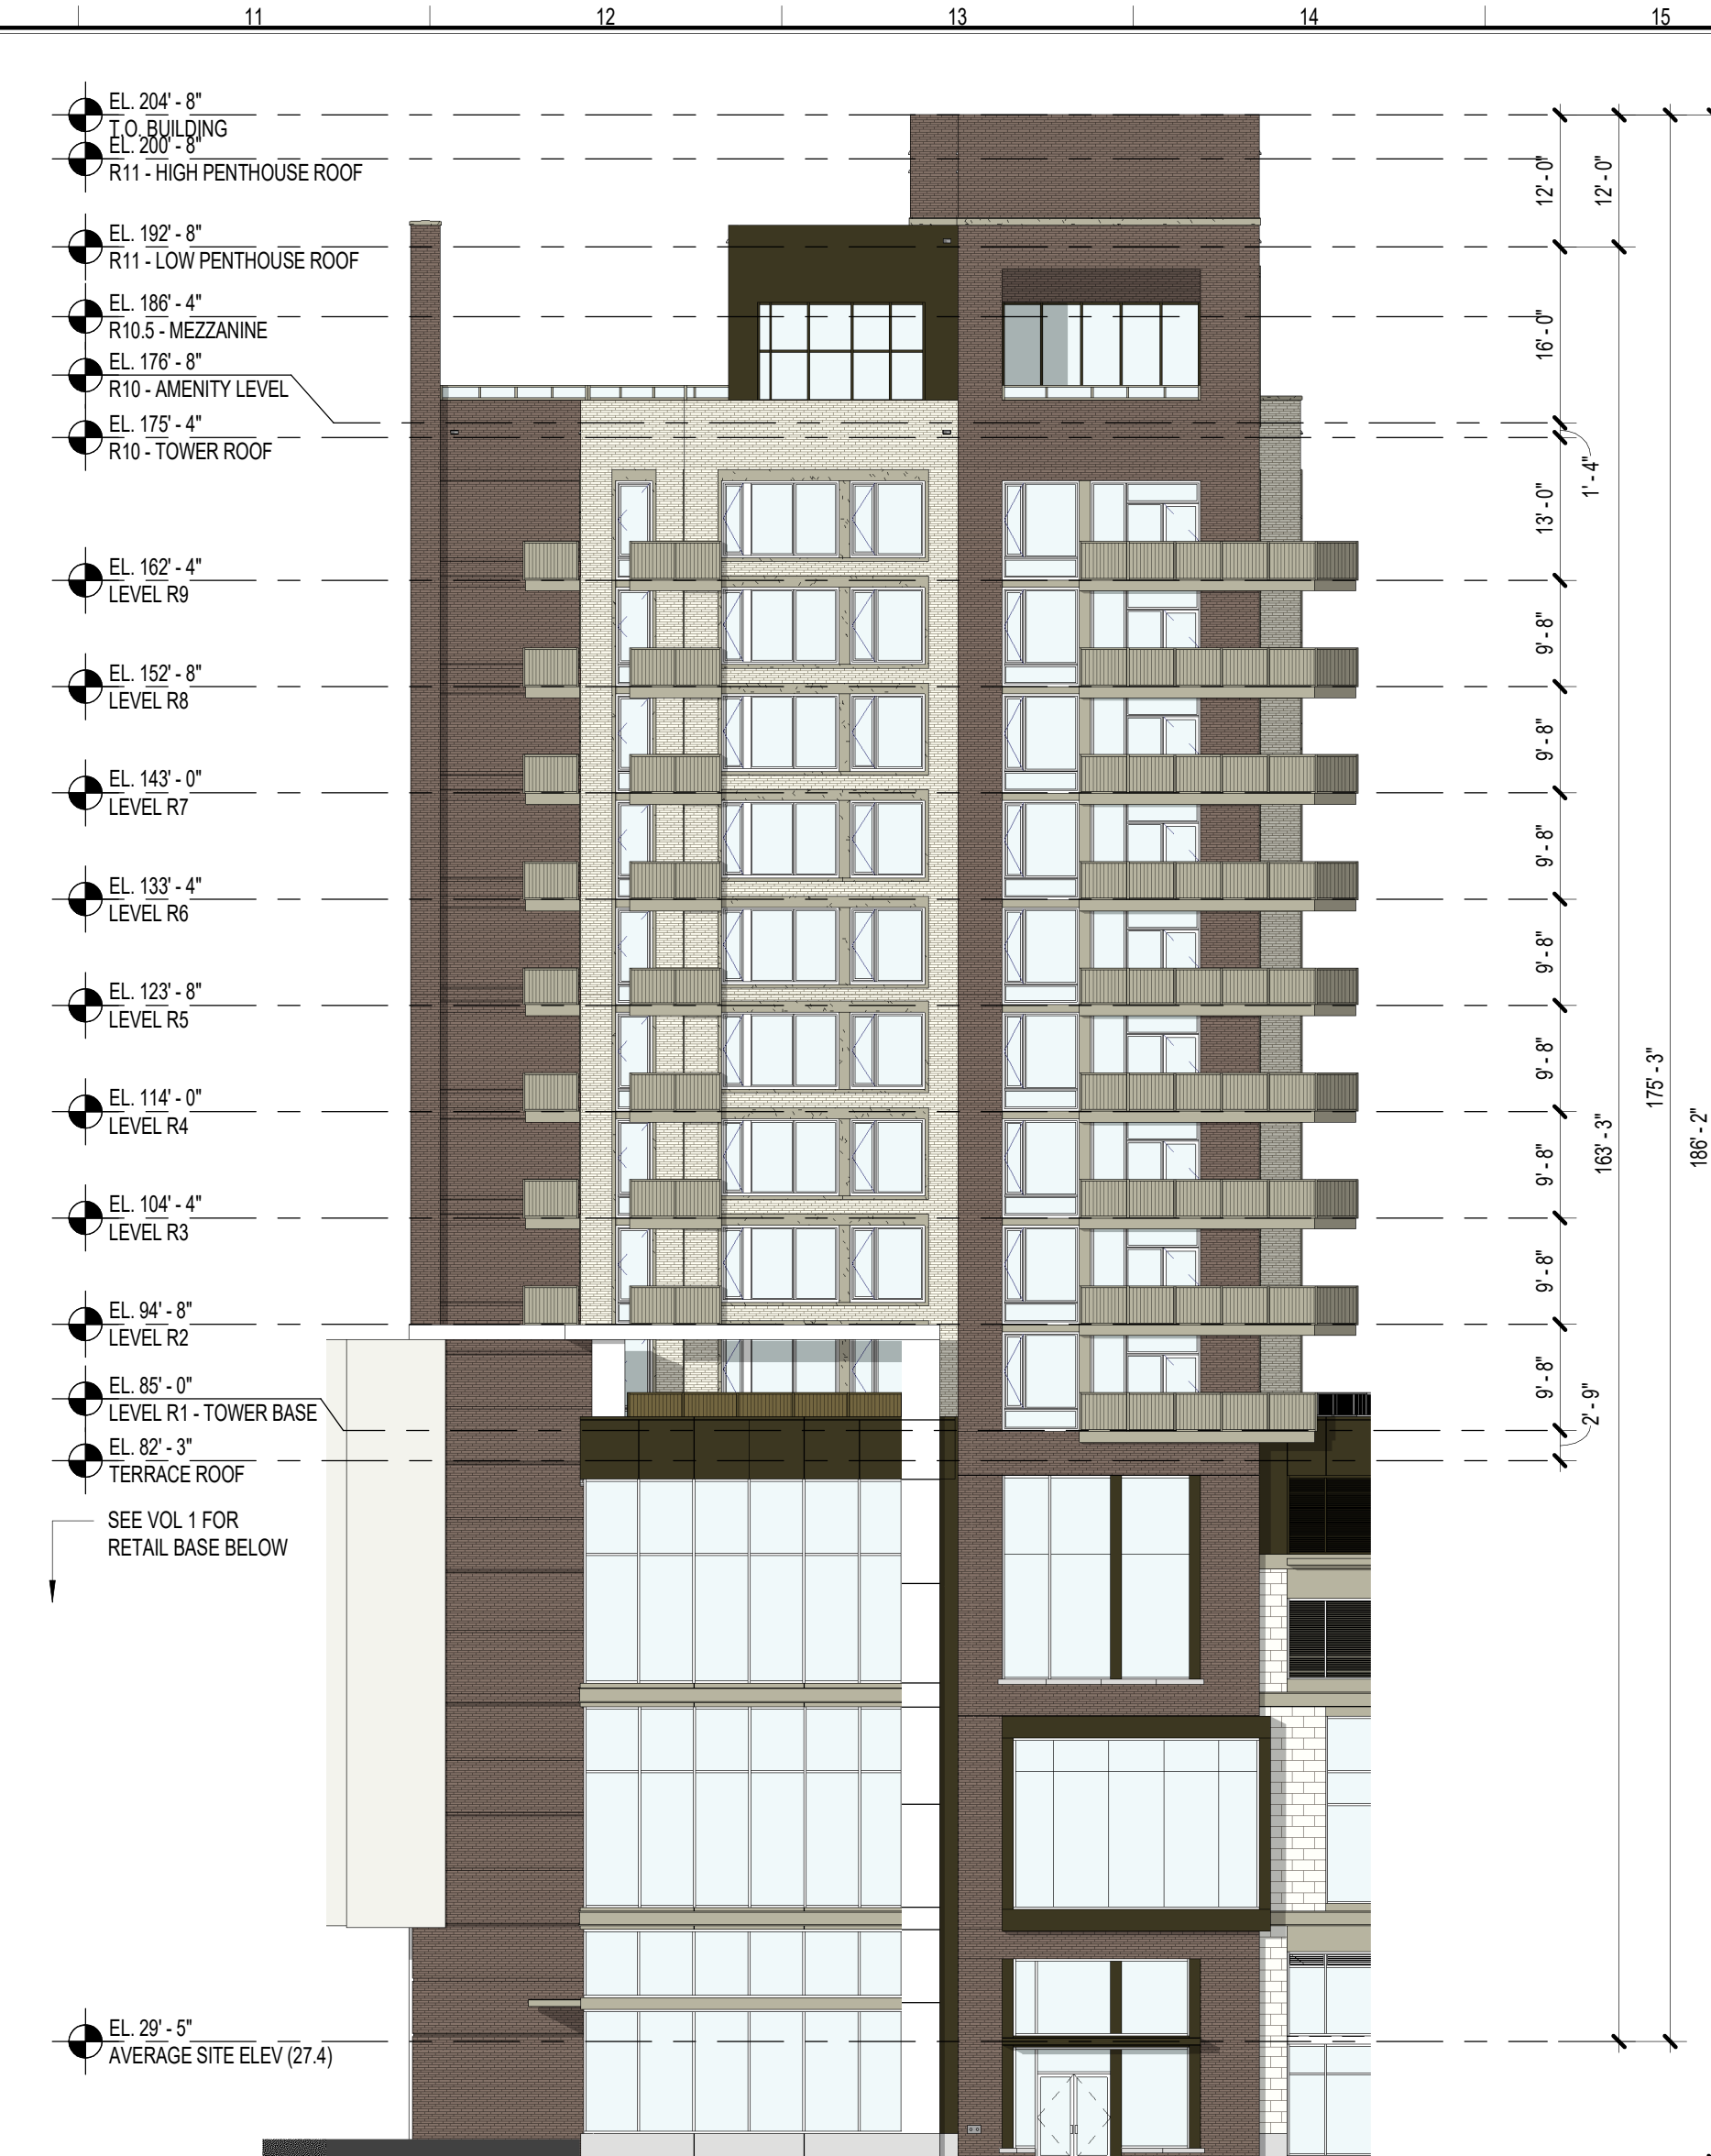 11 12 13 14 15
EL. 204' - 8"
T.O. BUILDING
EL. 200' - 8"
R11 - HIGH PENTHOUSE ROOF
EL. 192' - 8"
R11 - LOW PENTHOUSE ROOF
EL. 186' - 4"
R10.5 - MEZZANINE
EL. 176' - 8"
R10 - AMENITY LEVEL
EL. 175' - 4"
R10 - TOWER ROOF
EL. 162' - 4"
LEVEL R9
EL. 152' - 8"
LEVEL R8
EL. 143' - 0"
LEVEL R7
EL. 133' - 4"
LEVEL R6
EL. 123' - 8"
LEVEL R5
EL. 114' - 0"
LEVEL R4
EL. 104' - 4"
LEVEL R3
EL. 94' - 8"
LEVEL R2
EL. 85' - 0"
LEVEL R1 - TOWER BASE
EL. 82' - 3"
TERRACE ROOF
SEE VOL 1 FOR
RETAIL BASE BELOW
EL. 29' - 5"
AVERAGE SITE ELEV (27.4)
12' - 0"
12' - 0"
16' - 0"
1' - 4"
13' - 0"
9' - 8"
9' - 8"
9' - 8"
9' - 8"
9' - 8"
9' - 8"
9' - 8"
9' - 8"
2' - 9"
163' - 3"
175' - 3"
186' - 2"